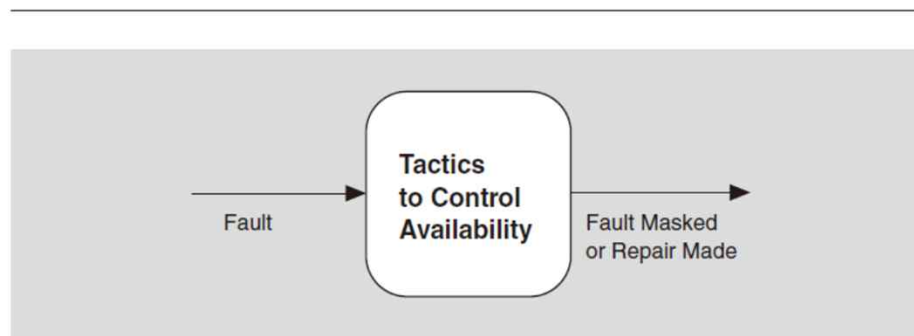 Tactics
to Control
Availability
Fault
Fault Masked
or Repair Made